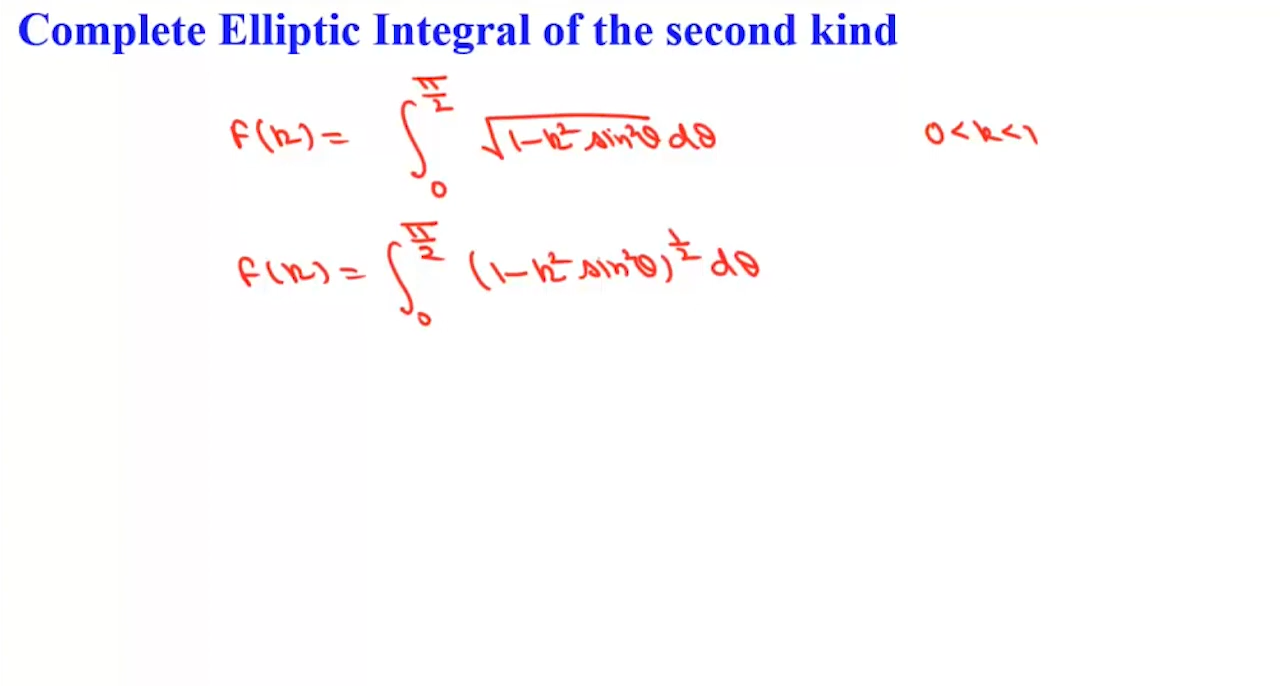 Complete Elliptic Integral of the second kind
F(k) = ∫₀^{π/2} √(1-k² sin²θ) dθ 0<k<1
F(k) = ∫₀^{π/2} (1-k² sin²θ)^{1/2} dθ